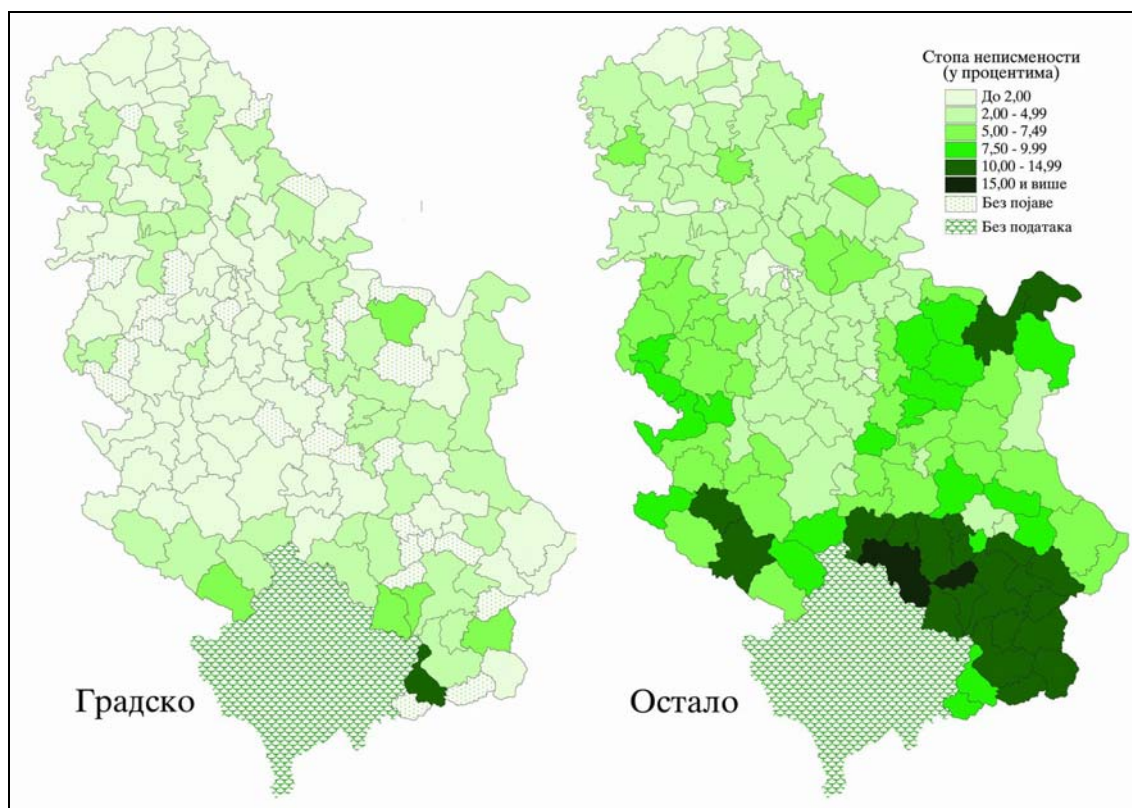 Стопа неписмености
(у процентима)
До 2,00
2,00 - 4,99
5,00 - 7,49
7,50 - 9,99
10,00 - 14,99
15,00 и више
Без појаве
Без података
Градско
Остало